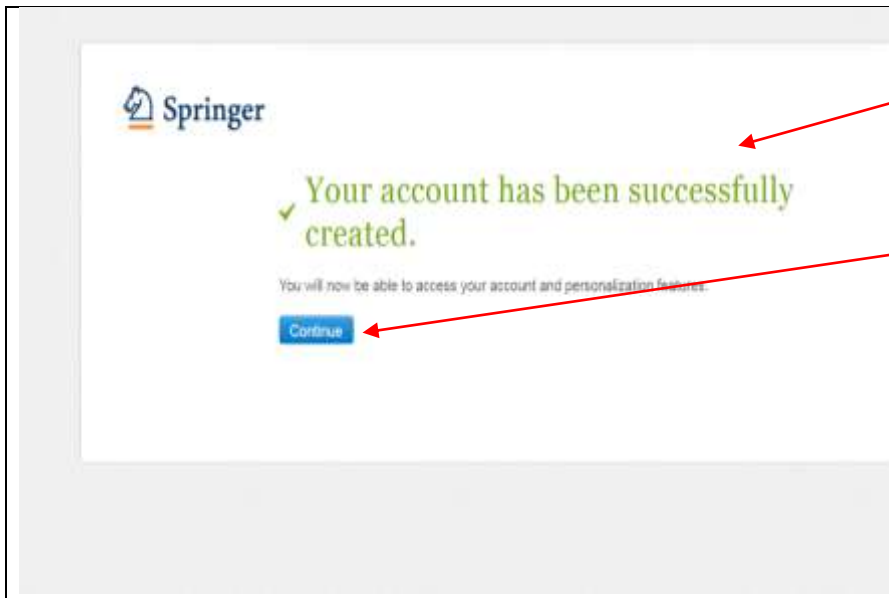 Springer
Your account has been successfully
created.
You will now be able to access your account and personalization features.
Continue